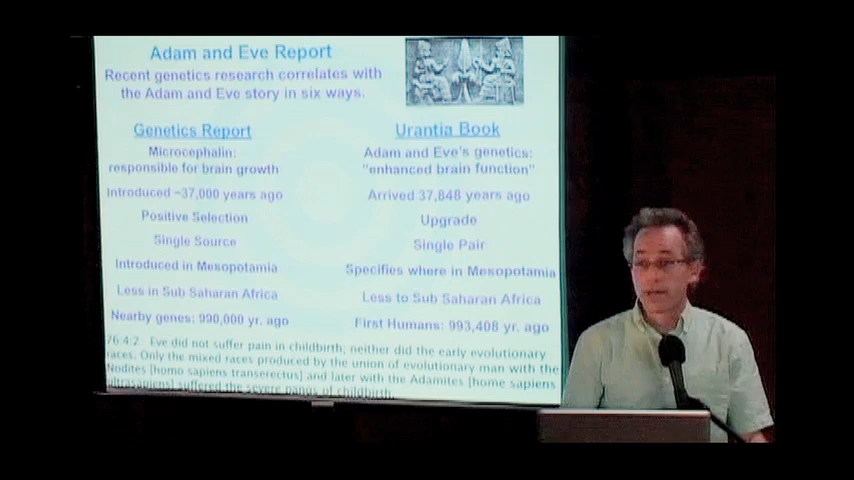 Adam and Eve Report
Recent genetics research correlates with
the Adam and Eve story in six ways.
Genetics Report
Microcephalin:
responsible for brain growth
Introduced ~37,000 years ago
Positive Selection
Single Source
Introduced in Mesopotamia
Less in Sub Saharan Africa
Nearby genes: 990,000 yr. ago
Urantia Book
Adam and Eve's genetics:
"enhanced brain function"
Arrived 37,848 years ago
Upgrade
Single Pair
Specifies where in Mesopotamia
Less to Sub Saharan Africa
First Humans: 993,408 yr. ago
76:4:2 Eve did not suffer pain in childbirth; neither did the early evolutionary
races. Only the mixed races produced by the union of evolutionary man with the
Nodites [homo sapiens transerectus] and later with the Adamites [home sapiens
ultrasapiens] suffered the severe pangs of childbirth.